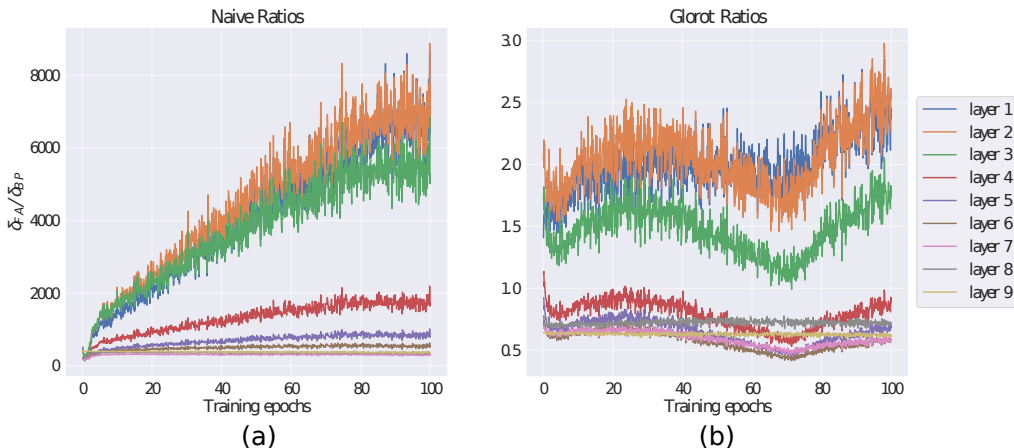 Naive Ratios
8000
6000
4000
2000
0
δFA/δBP
0 20 40 60 80 100
Training epochs
(a)
Glorot Ratios
3.0
2.5
2.0
1.5
1.0
0.5
0 20 40 60 80 100
Training epochs
(b)
layer 1
layer 2
layer 3
layer 4
layer 5
layer 6
layer 7
layer 8
layer 9